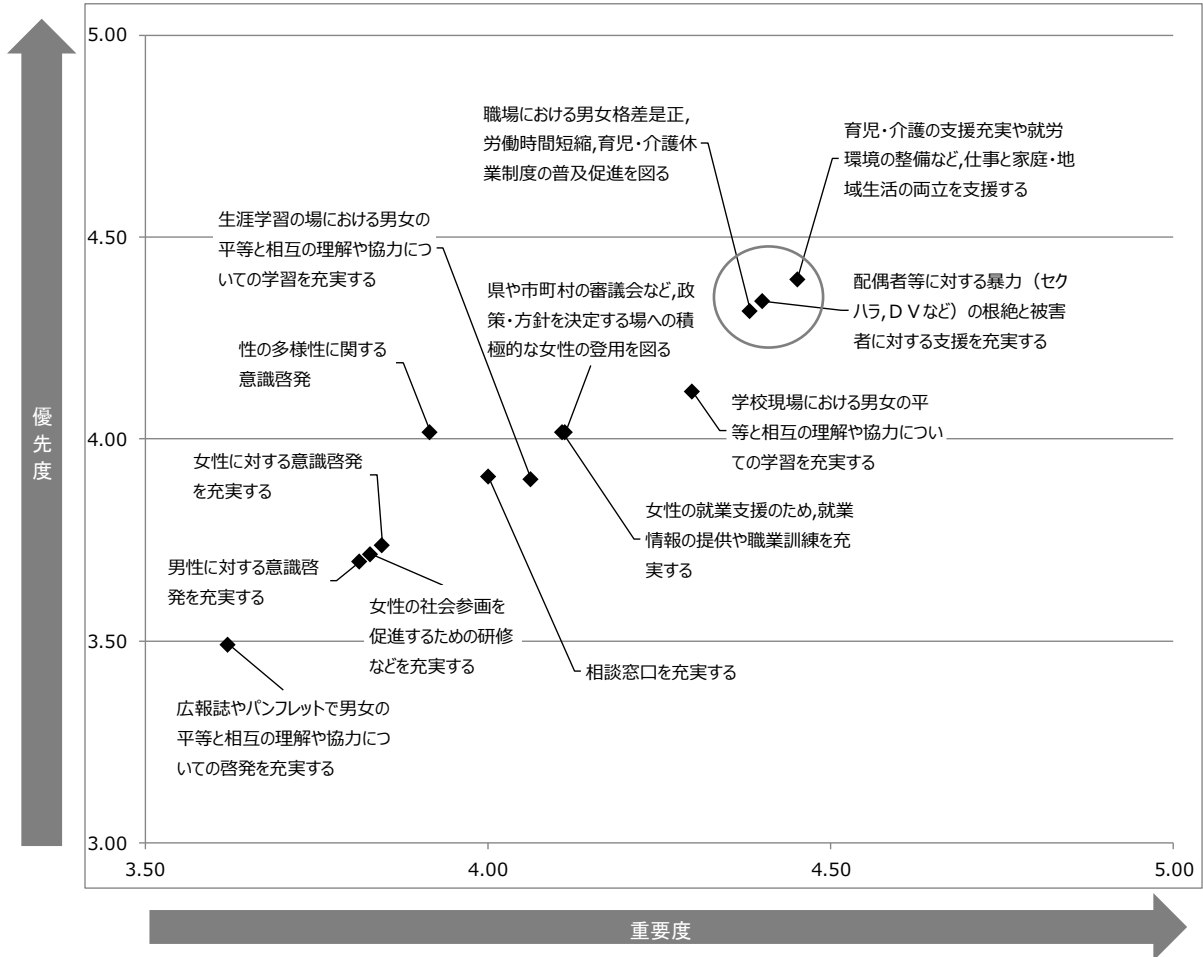 5.00
職場における男女格差是正,
労働時間短縮,育児・介護休
業制度の普及促進を図る
育児・介護の支援充実や就労
環境の整備など,仕事と家庭・地
域生活の両立を支援する
4.50
生涯学習の場における男女の
平等と相互の理解や協力につ
いての学習を充実する
県や市町村の審議会など,政
策・方針を決定する場への積
極的な女性の登用を図る
配偶者等に対する暴力（セク
ハラ,ＤＶなど）の根絶と被害
者に対する支援を充実する
性の多様性に関する
意識啓発
優先度
4.00
学校現場における男女の平
等と相互の理解や協力につい
ての学習を充実する
女性に対する意識啓発
を充実する
女性の就業支援のため,就業
情報の提供や職業訓練を充
実する
男性に対する意識啓
発を充実する
女性の社会参画を
促進するための研修
などを充実する
3.50
相談窓口を充実する
広報誌やパンフレットで男女の
平等と相互の理解や協力につ
いての啓発を充実する
3.00
3.50
4.00
4.50
5.00
重要度